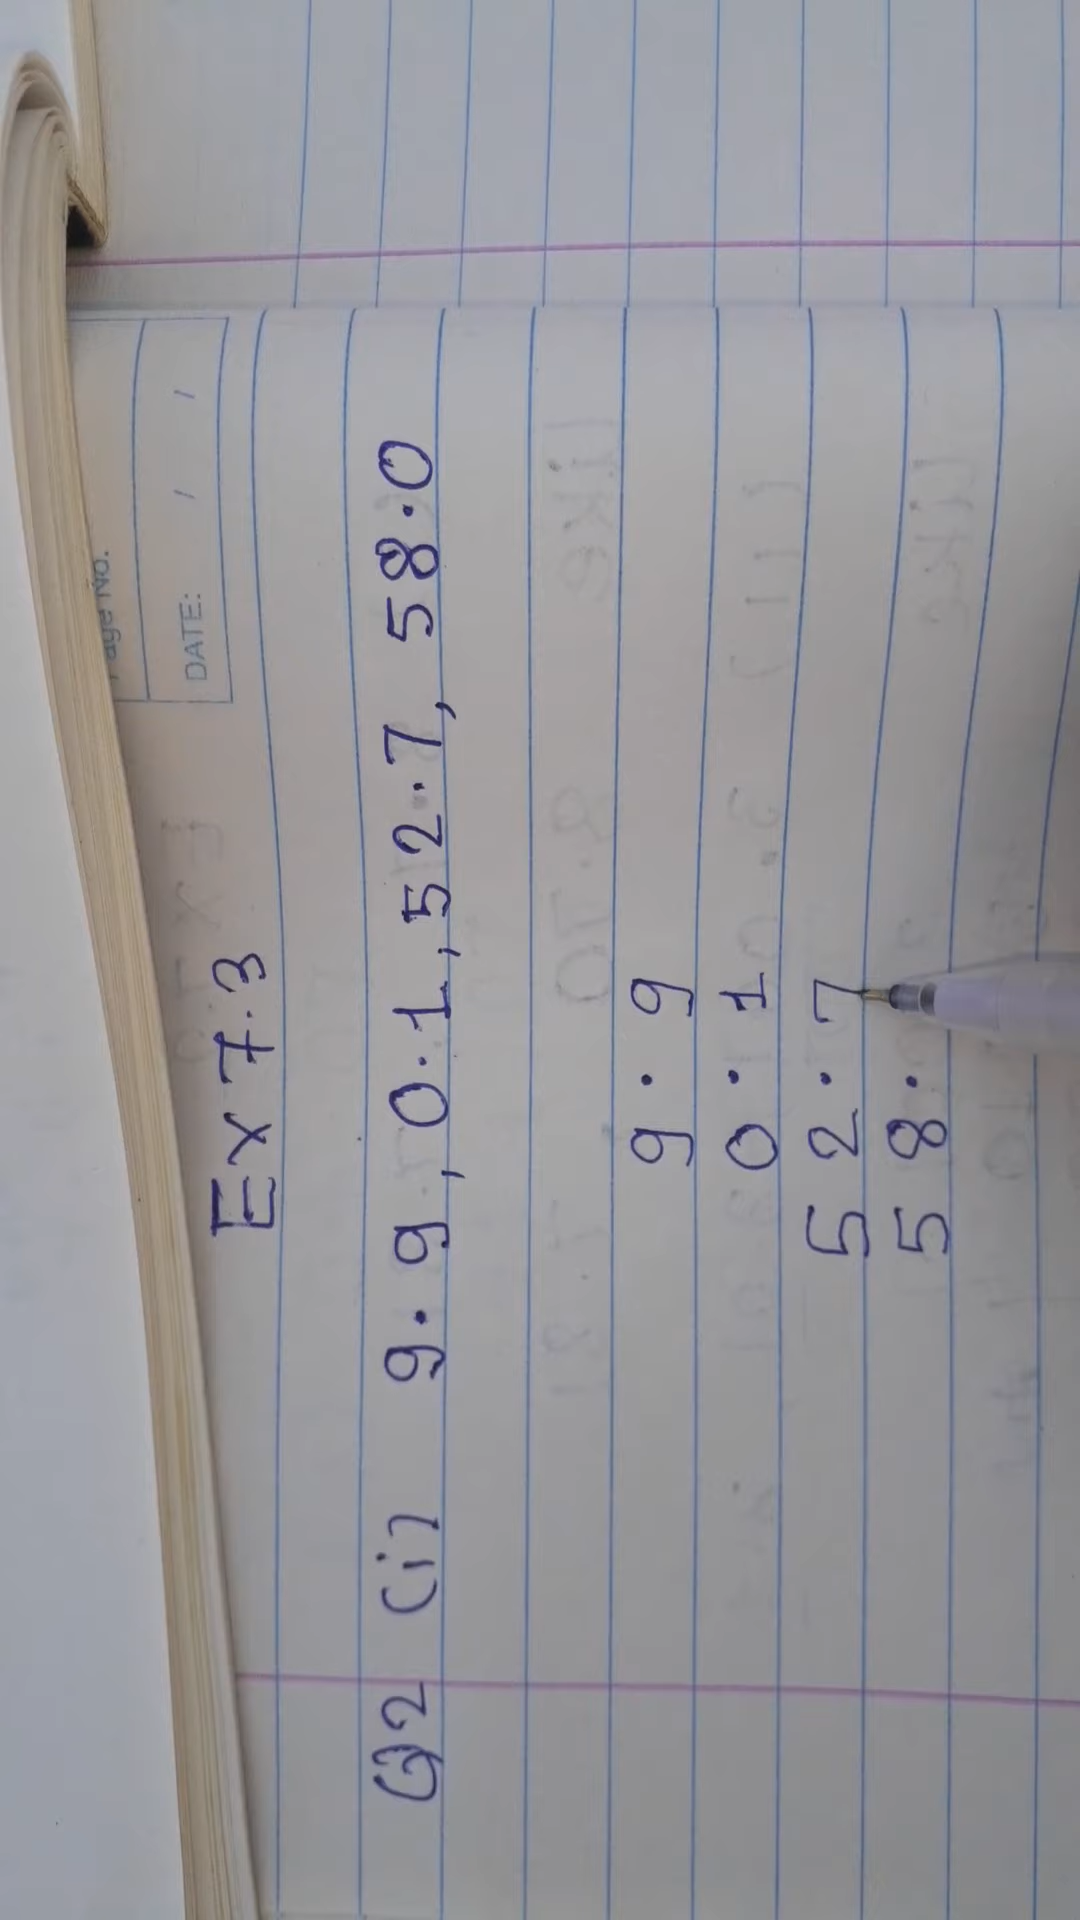 Page No.
DATE: / /
Ex 7.3
Q2 (i) 9.9, 0.1, 52.7, 58.0
9.9
0.1
52.7
58.